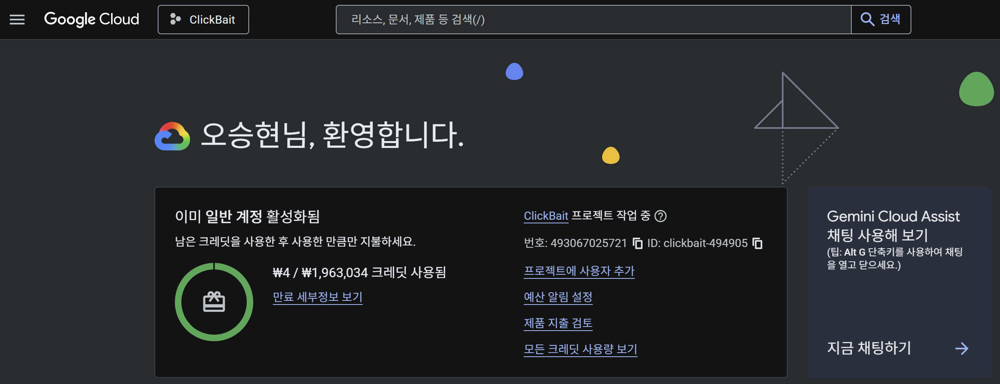 Google Cloud
ClickBait
리소스, 문서, 제품 등 검색(/)
검색
오승현님, 환영합니다.
이미 일반 계정 활성화됨
남은 크레딧을 사용한 후 사용한 만큼만 지불하세요.
₩4 / ₩1,963,034 크레딧 사용됨
만료 세부정보 보기
ClickBait 프로젝트 작업 중
번호: 493067025721 ID: clickbait-494905
프로젝트에 사용자 추가
예산 알림 설정
제품 지출 검토
모든 크레딧 사용량 보기
Gemini Cloud Assist
채팅 사용해 보기
(팁: Alt G 단축키를 사용하여 채팅
을 열고 닫으세요.)
지금 채팅하기